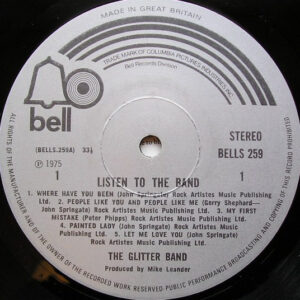 MADE IN GREAT BRITAIN
TRADE MARK OF COLUMBIA PICTURES INDUSTRIES INC.
Bell Records Division
bell
(BELLS.259A) 33⅓
STEREO
BELLS 259
℗ 1975
1
1
LISTEN TO THE BAND
1. WHERE HAVE YOU BEEN (John Springate) Rock Artistes Music Publishing
Ltd. 2. PEOPLE LIKE YOU AND PEOPLE LIKE ME (Gerry Shephard—
John Springate) Rock Artistes Music Publishing Ltd. 3. MY FIRST
MISTAKE (Peter Phipps) Rock Artistes Music Publishing Ltd.
4. PAINTED LADY (John Springate) Rock Artistes Music Publishing
Ltd. 5. LET ME LOVE YOU (John Springate)
Rock Artistes Music Publishing Ltd.
THE GLITTER BAND
Produced by Mike Leander
ALL RIGHTS OF THE MANUFACTURER AND OF THE OWNER OF THE RECORDED WORK RESERVED UNAUTHORISED PUBLIC PERFORMANCE BROADCASTING AND COPYING OF THIS RECORD PROHIBITED